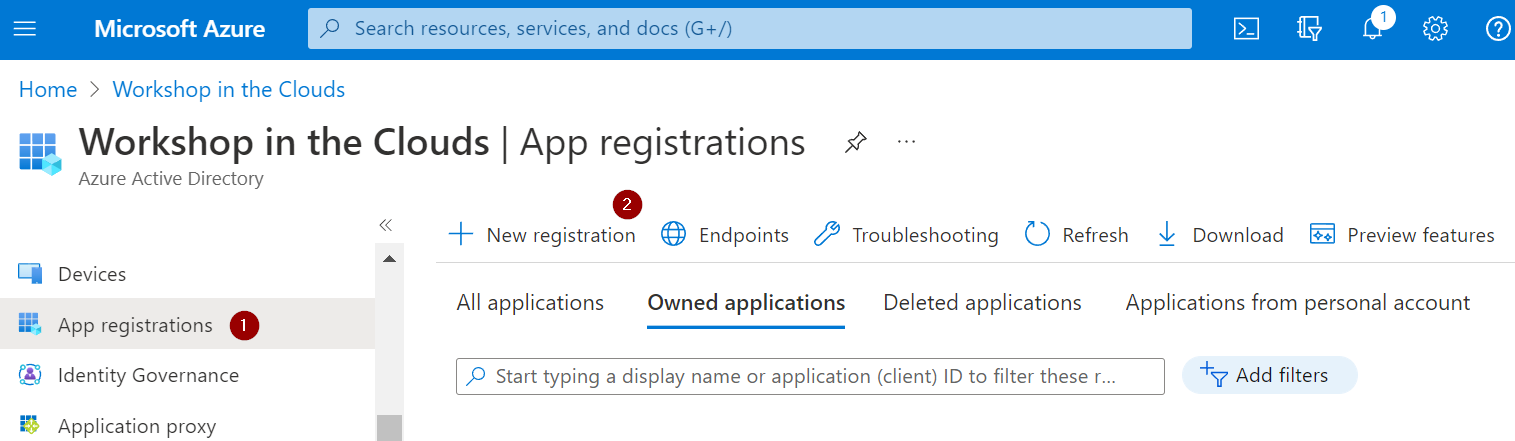 Microsoft Azure
Search resources, services, and docs (G+/)
1
Home > Workshop in the Clouds
Workshop in the Clouds | App registrations
Azure Active Directory
2
New registration Endpoints Troubleshooting Refresh Download Preview features
Devices
App registrations 1
Identity Governance
Application proxy
All applications Owned applications Deleted applications Applications from personal account
Start typing a display name or application (client) ID to filter these r...
Add filters